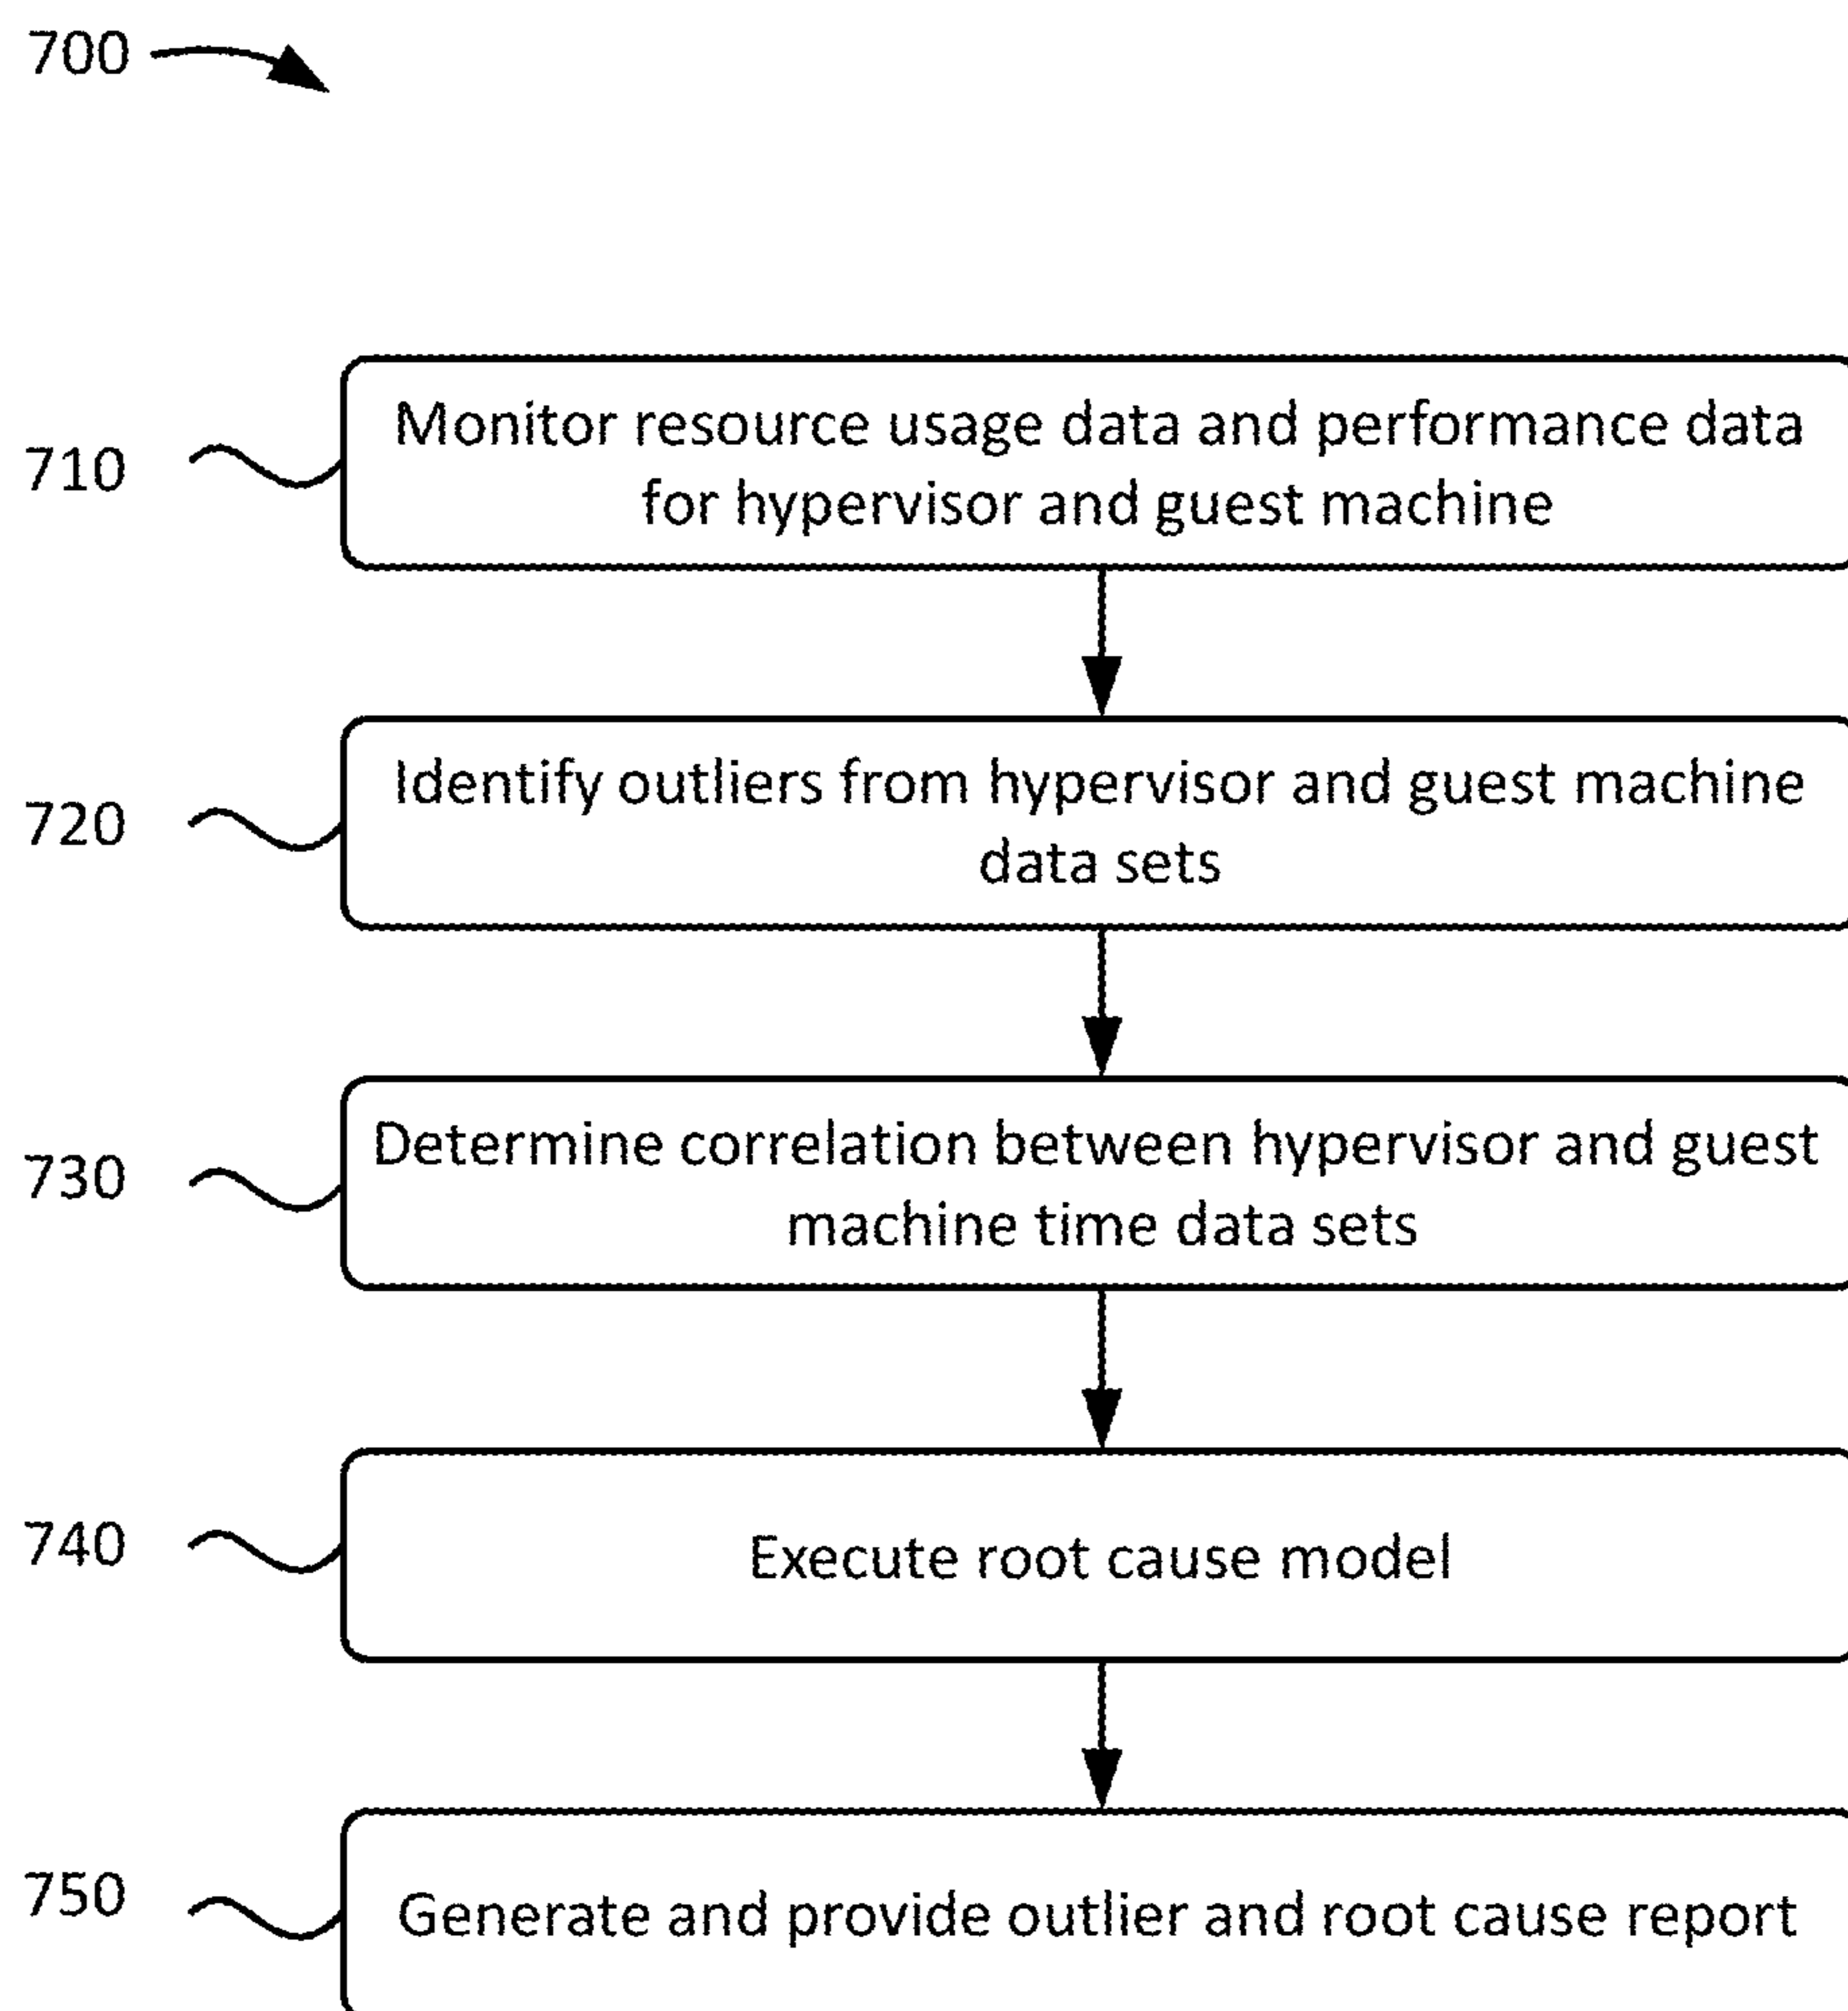 700
710
Monitor resource usage data and performance data
for hypervisor and guest machine
720
Identify outliers from hypervisor and guest machine
data sets
730
Determine correlation between hypervisor and guest
machine time data sets
740
Execute root cause model
750
Generate and provide outlier and root cause report